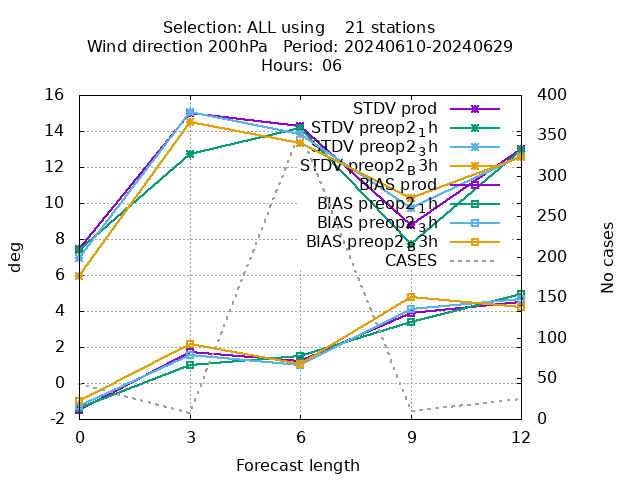 Selection: ALL using 21 stations
Wind direction 200hPa Period: 20240610-20240629
Hours: 06
16
14
12
10
8
6
4
2
0
-2
400
350
300
250
200
150
100
50
0
deg
No cases
STDV prod
STDV preop2_1h
STDV preop2_3h
STDV preop2_B3h
BIAS prod
BIAS preop2_1h
BIAS preop2_3h
BIAS preop2_B3h
CASES
0 3 6 9 12
Forecast length